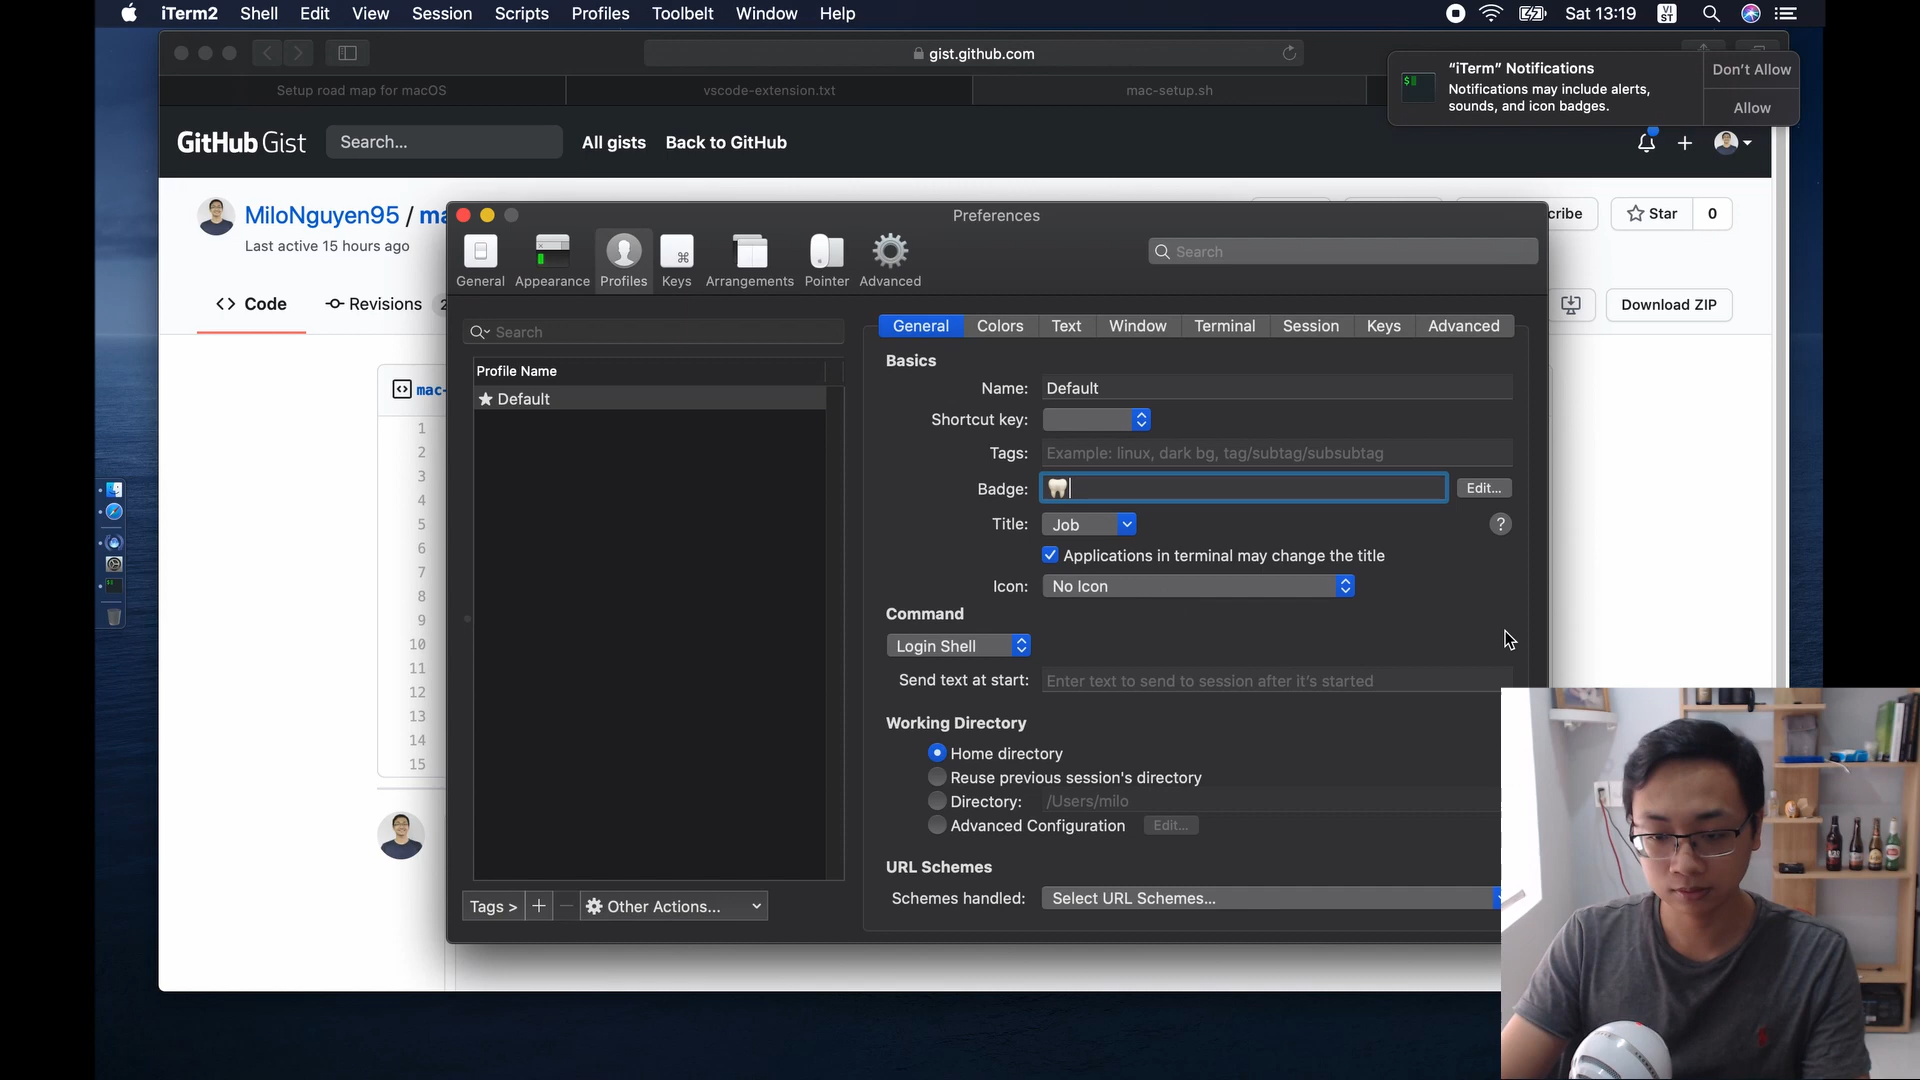 iTerm2 Shell Edit View Session Scripts Profiles Toolbelt Window Help
Sat 13:19 VI ST
gist.github.com
Setup road map for macOS vscode-extension.txt mac-setup.sh
"iTerm" Notifications
Notifications may include alerts,
sounds, and icon badges.
Don't Allow
Allow
GitHub Gist Search... All gists Back to GitHub
MiloNguyen95 / ma
Last active 15 hours ago
cribe Star 0
<> Code Revisions 2
Download ZIP
mac-
1
2
3
4
5
6
7
8
9
10
11
12
13
14
15
Preferences
General Appearance Profiles Keys Arrangements Pointer Advanced
Search
Search
Profile Name
★ Default
Tags > + − Other Actions...
General Colors Text Window Terminal Session Keys Advanced
Basics
Name: Default
Shortcut key:
Tags: Example: linux, dark bg, tag/subtag/subsubtag
Badge: 🦷 Edit...
Title: Job ?
Applications in terminal may change the title
Icon: No Icon
Command
Login Shell
Send text at start: Enter text to send to session after it's started
Working Directory
Home directory
Reuse previous session's directory
Directory: /Users/milo
Advanced Configuration Edit...
URL Schemes
Schemes handled: Select URL Schemes...